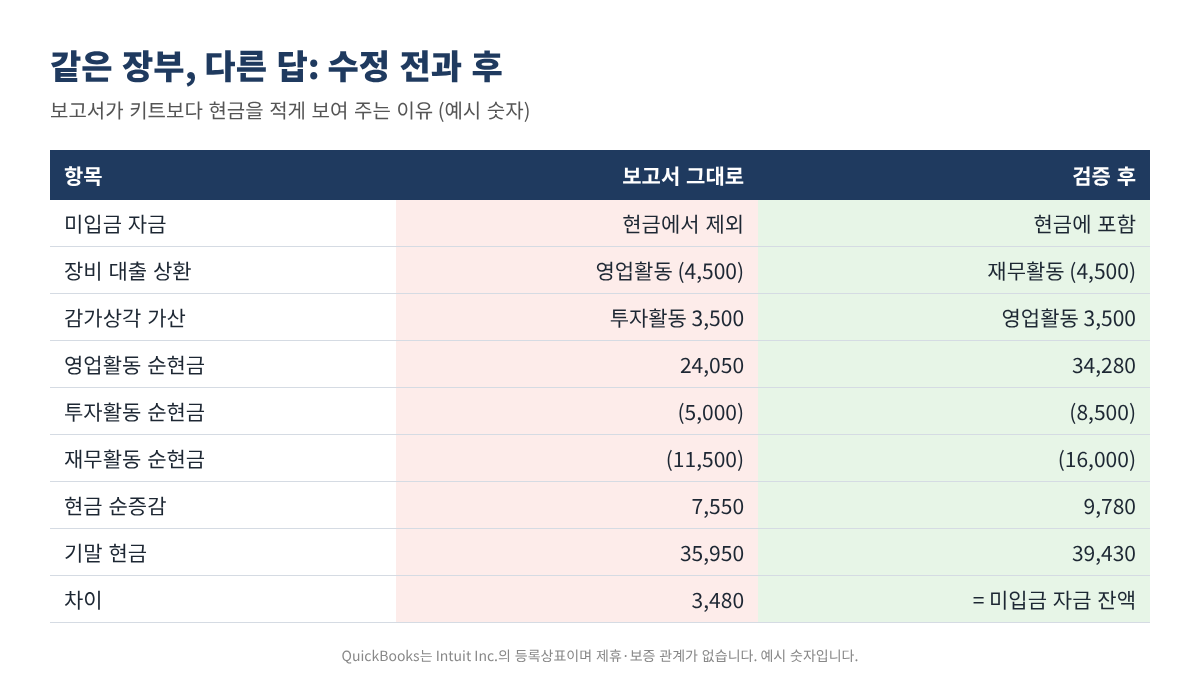 같은 장부, 다른 답: 수정 전과 후
보고서가 키트보다 현금을 적게 보여 주는 이유 (예시 숫자)
항목 보고서 그대로 검증 후
미입금 자금 현금에서 제외 현금에 포함
장비 대출 상환 영업활동 (4,500) 재무활동 (4,500)
감가상각 가산 투자활동 3,500 영업활동 3,500
영업활동 순현금 24,050 34,280
투자활동 순현금 (5,000) (8,500)
재무활동 순현금 (11,500) (16,000)
현금 순증감 7,550 9,780
기말 현금 35,950 39,430
차이 3,480 = 미입금 자금 잔액
QuickBooks는 Intuit Inc.의 등록상표이며 제휴·보증 관계가 없습니다. 예시 숫자입니다.